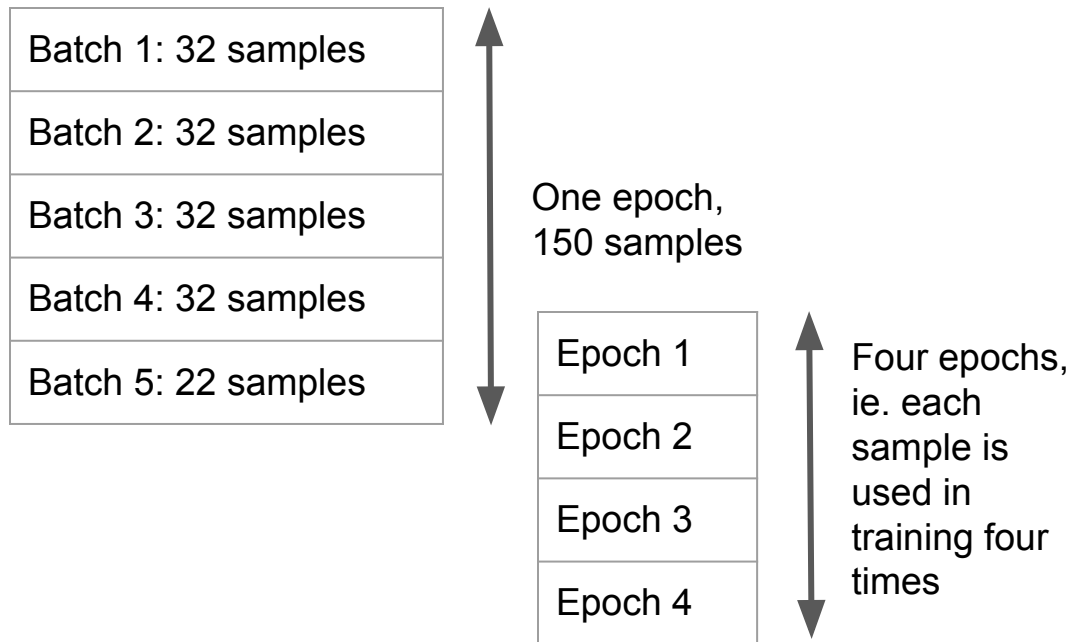 Batch 1: 32 samples
Batch 2: 32 samples
Batch 3: 32 samples
Batch 4: 32 samples
Batch 5: 22 samples
One epoch,
150 samples
Epoch 1
Epoch 2
Epoch 3
Epoch 4
Four epochs,
ie. each
sample is
used in
training four
times